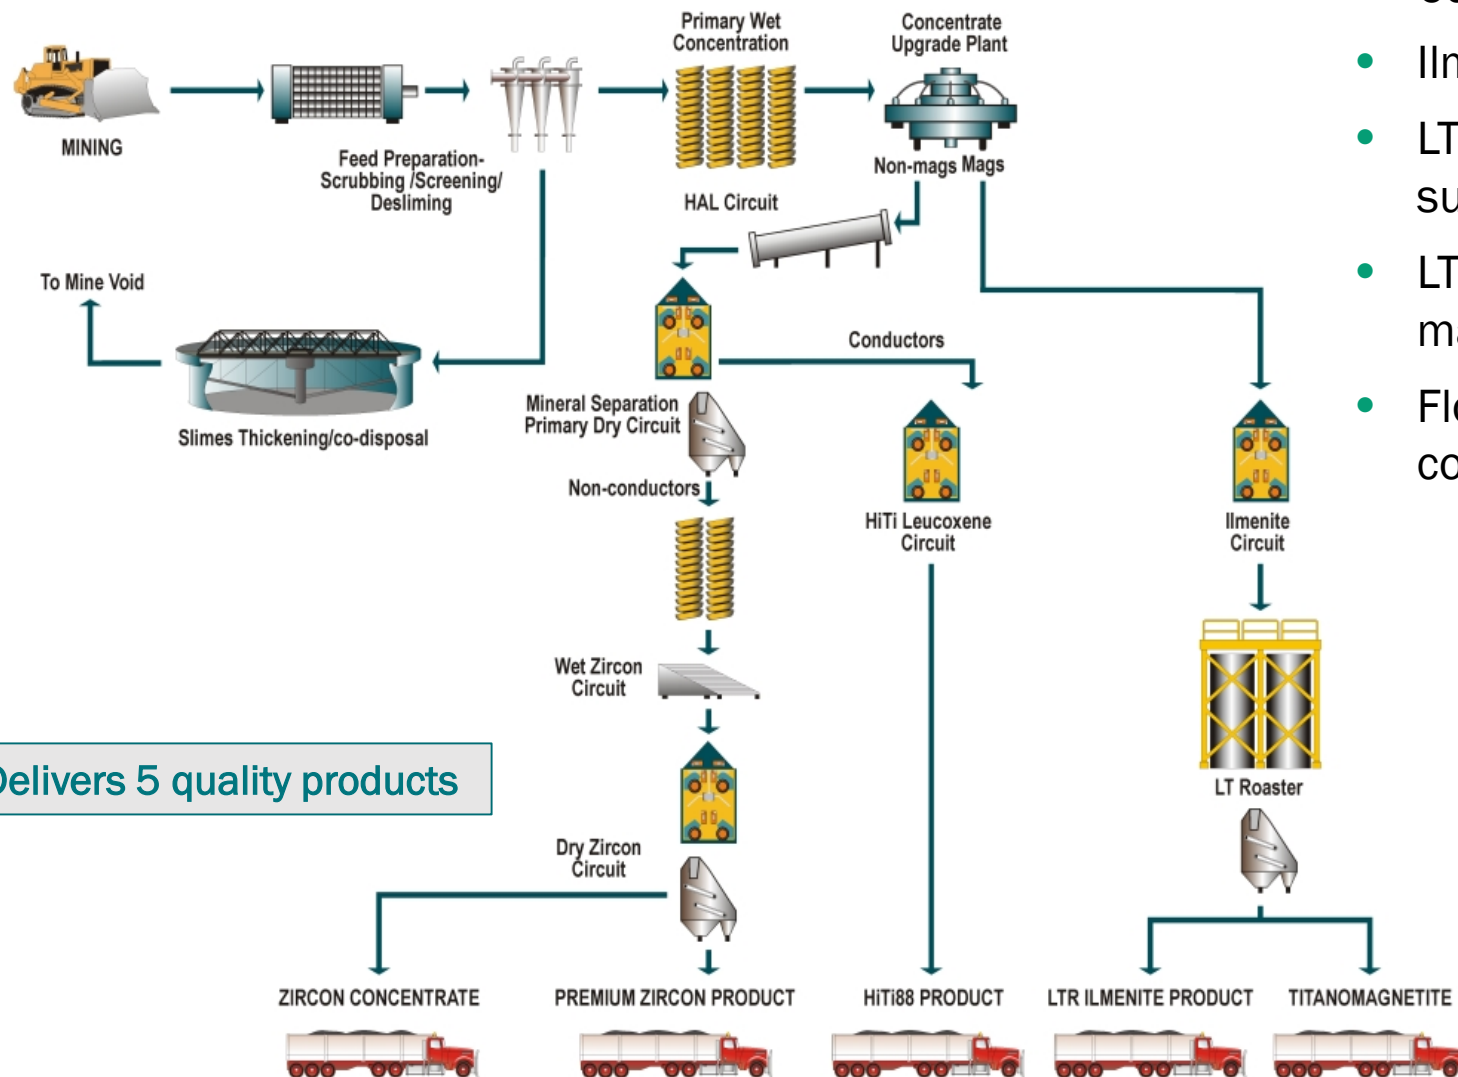 Primary Wet
Concentration
Concentrate
Upgrade Plant
MINING
Feed Preparation-
Scrubbing /Screening/
Desliming
HAL Circuit
Non-mags Mags
To Mine Void
Slimes Thickening/co-disposal
Conductors
Mineral Separation
Primary Dry Circuit
Non-conductors
HiTi Leucoxene
Circuit
Ilmenite
Circuit
Wet Zircon
Circuit
LT Roaster
Delivers 5 quality products
Dry Zircon
Circuit
ZIRCON CONCENTRATE
PREMIUM ZIRCON PRODUCT
HiTi88 PRODUCT
LTR ILMENITE PRODUCT
TITANOMAGNETITE
LT
LT